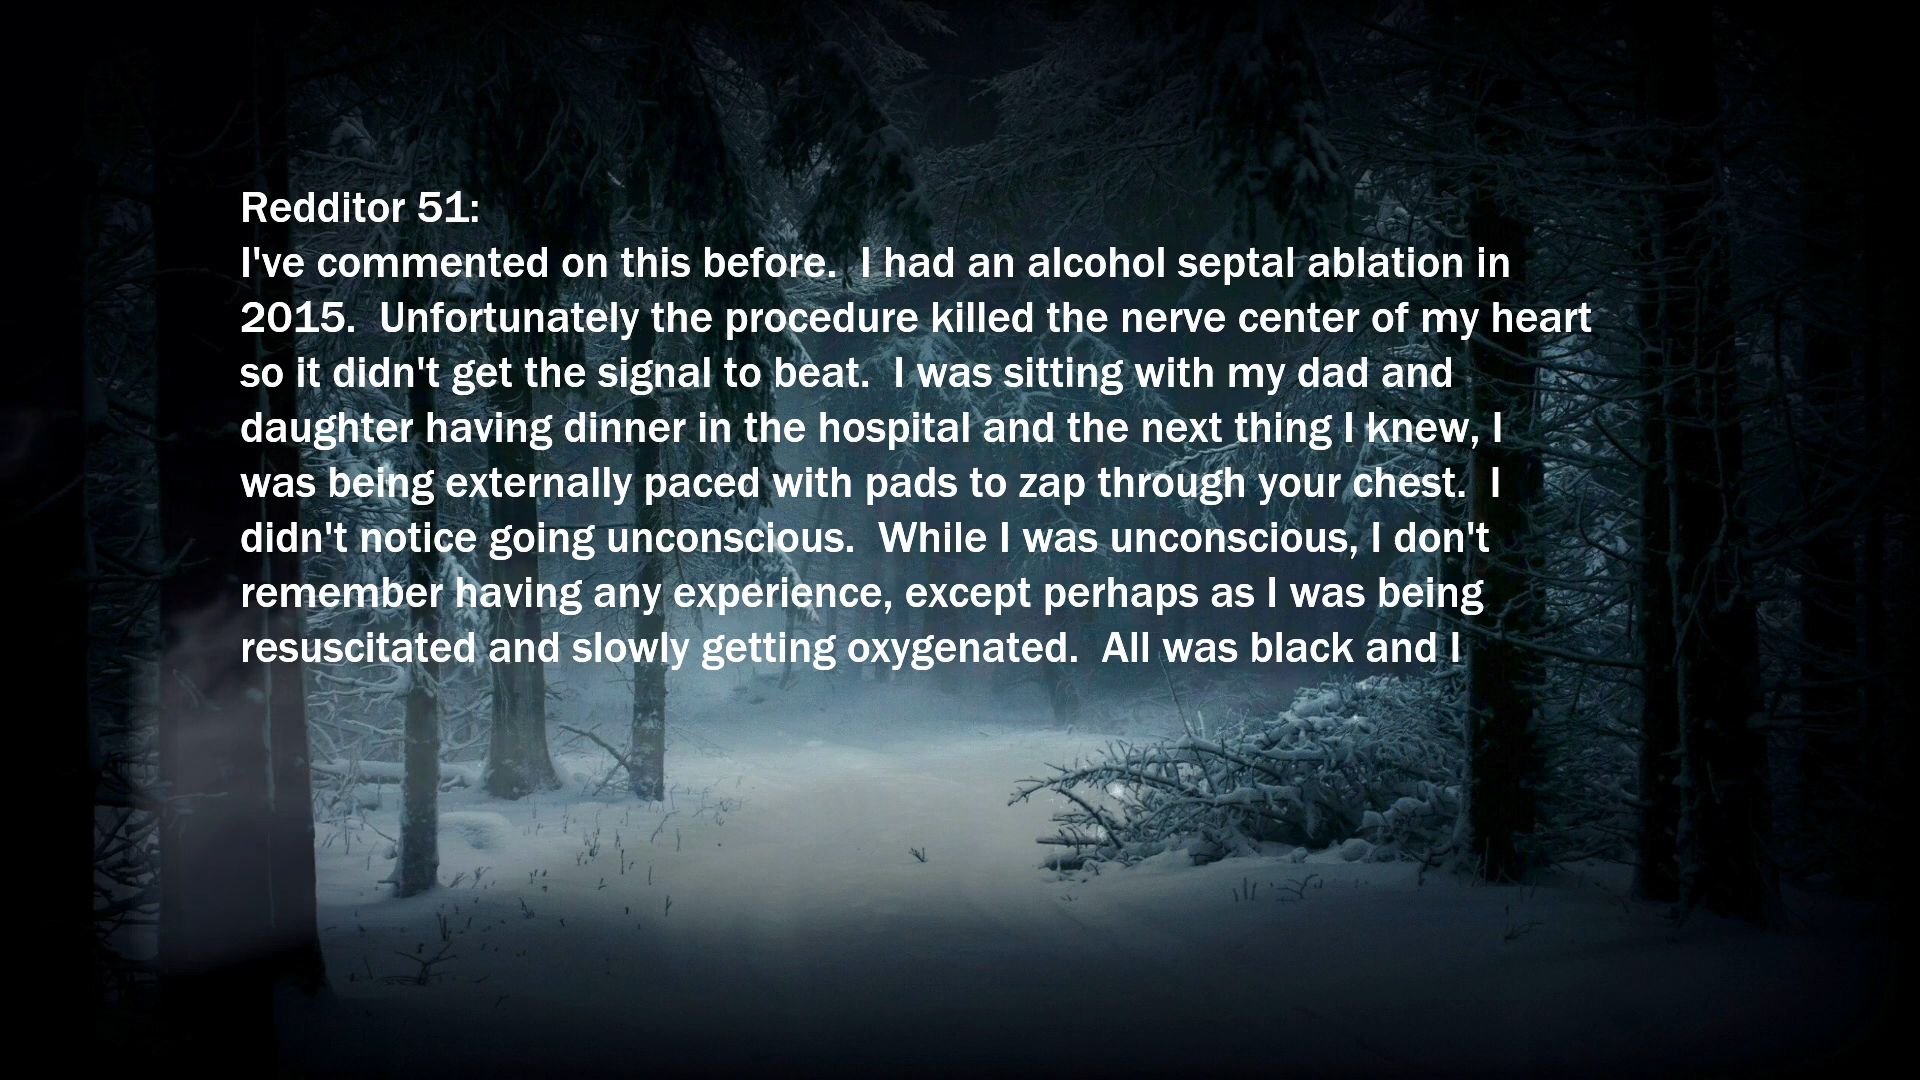 Redditor 51:
I've commented on this before.  I had an alcohol septal ablation in
2015.  Unfortunately the procedure killed the nerve center of my heart
so it didn't get the signal to beat.  I was sitting with my dad and
daughter having dinner in the hospital and the next thing I knew, I
was being externally paced with pads to zap through your chest.  I
didn't notice going unconscious.  While I was unconscious, I don't
remember having any experience, except perhaps as I was being
resuscitated and slowly getting oxygenated.  All was black and I